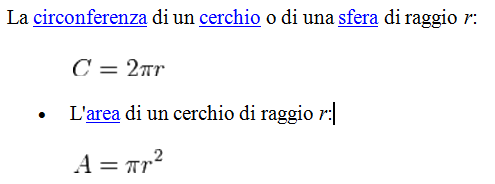 La circonferenza di un cerchio o di una sfera di raggio r:
C = 2πr
• L'area di un cerchio di raggio r:
A = πr²